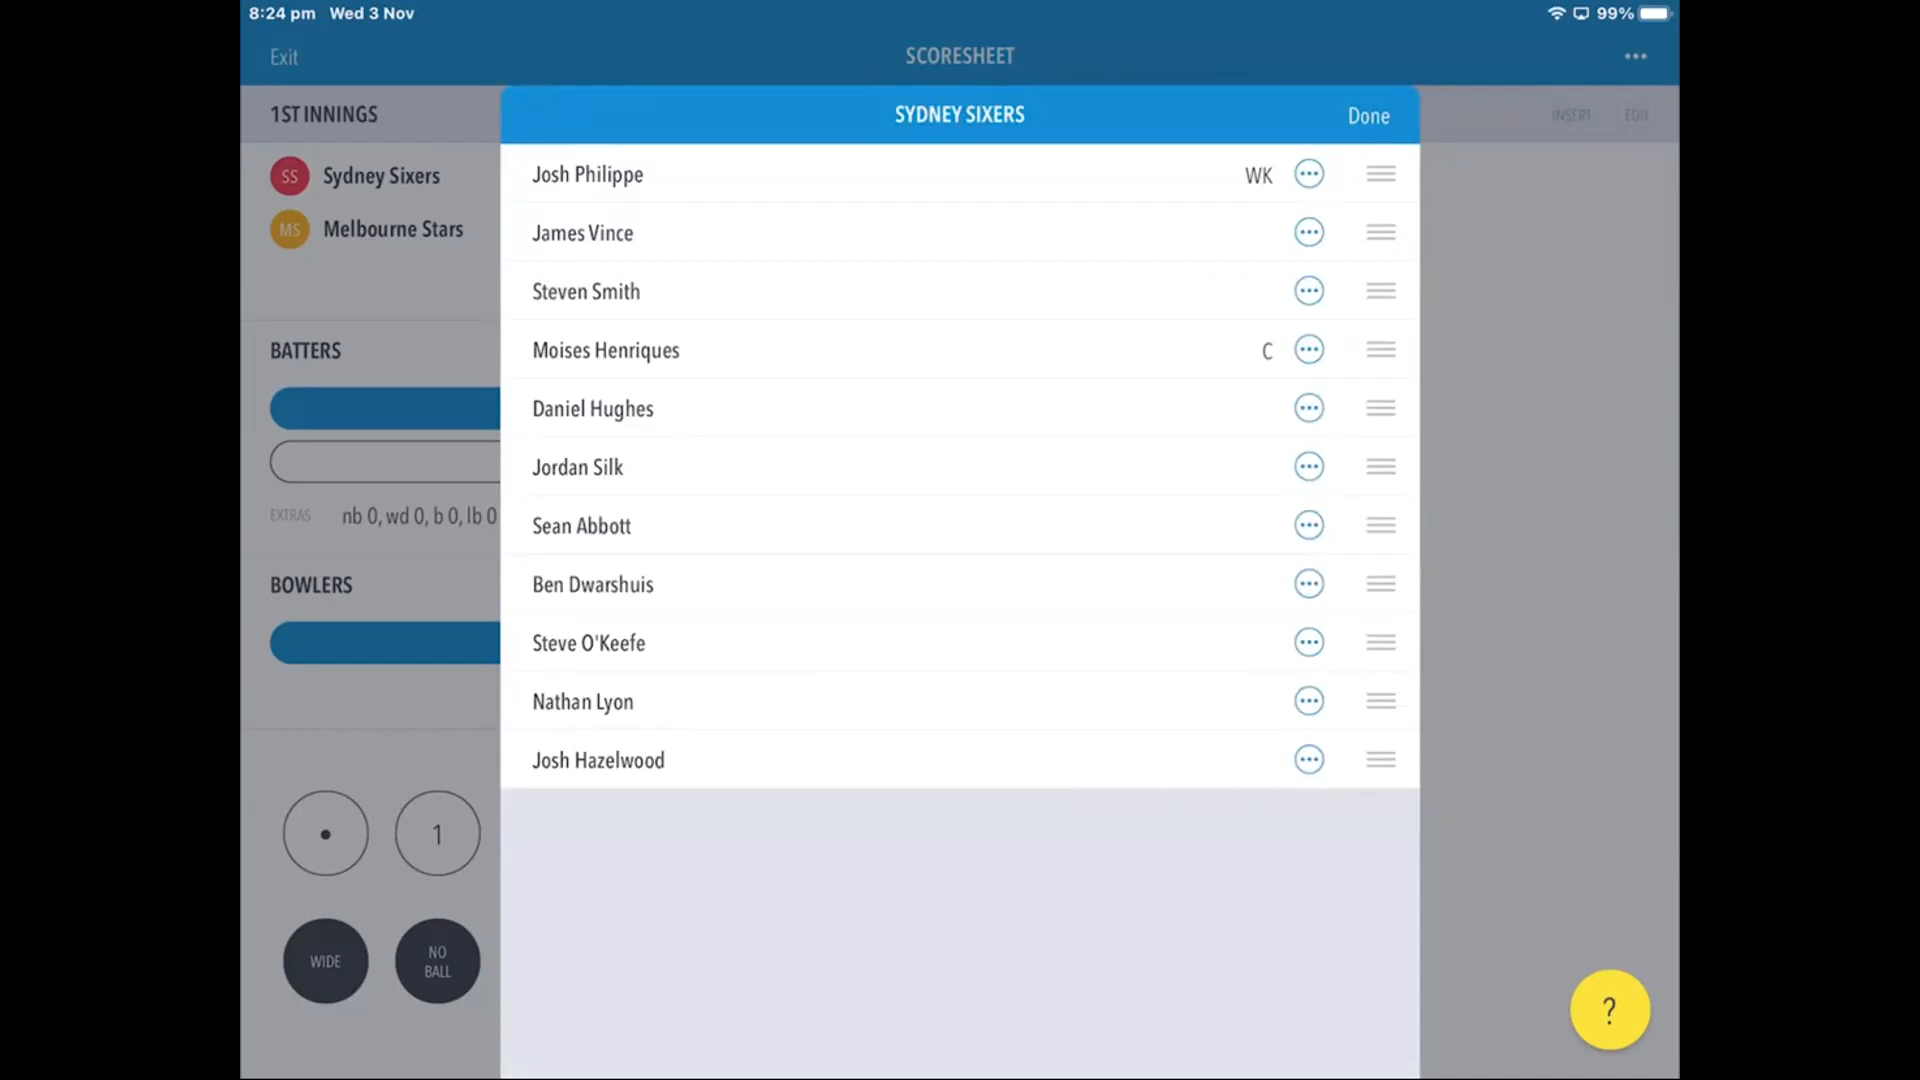 8:24 pm Wed 3 Nov
99%
Exit
SCORESHEET
1ST INNINGS
SYDNEY SIXERS
Done
INSERT
EDIT
SS Sydney Sixers
MS Melbourne Stars
BATTERS
EXTRAS nb 0, wd 0, b 0, lb 0
BOWLERS
1
WIDE
NO
BALL
Josh Philippe WK
James Vince
Steven Smith
Moises Henriques C
Daniel Hughes
Jordan Silk
Sean Abbott
Ben Dwarshuis
Steve O'Keefe
Nathan Lyon
Josh Hazelwood
?